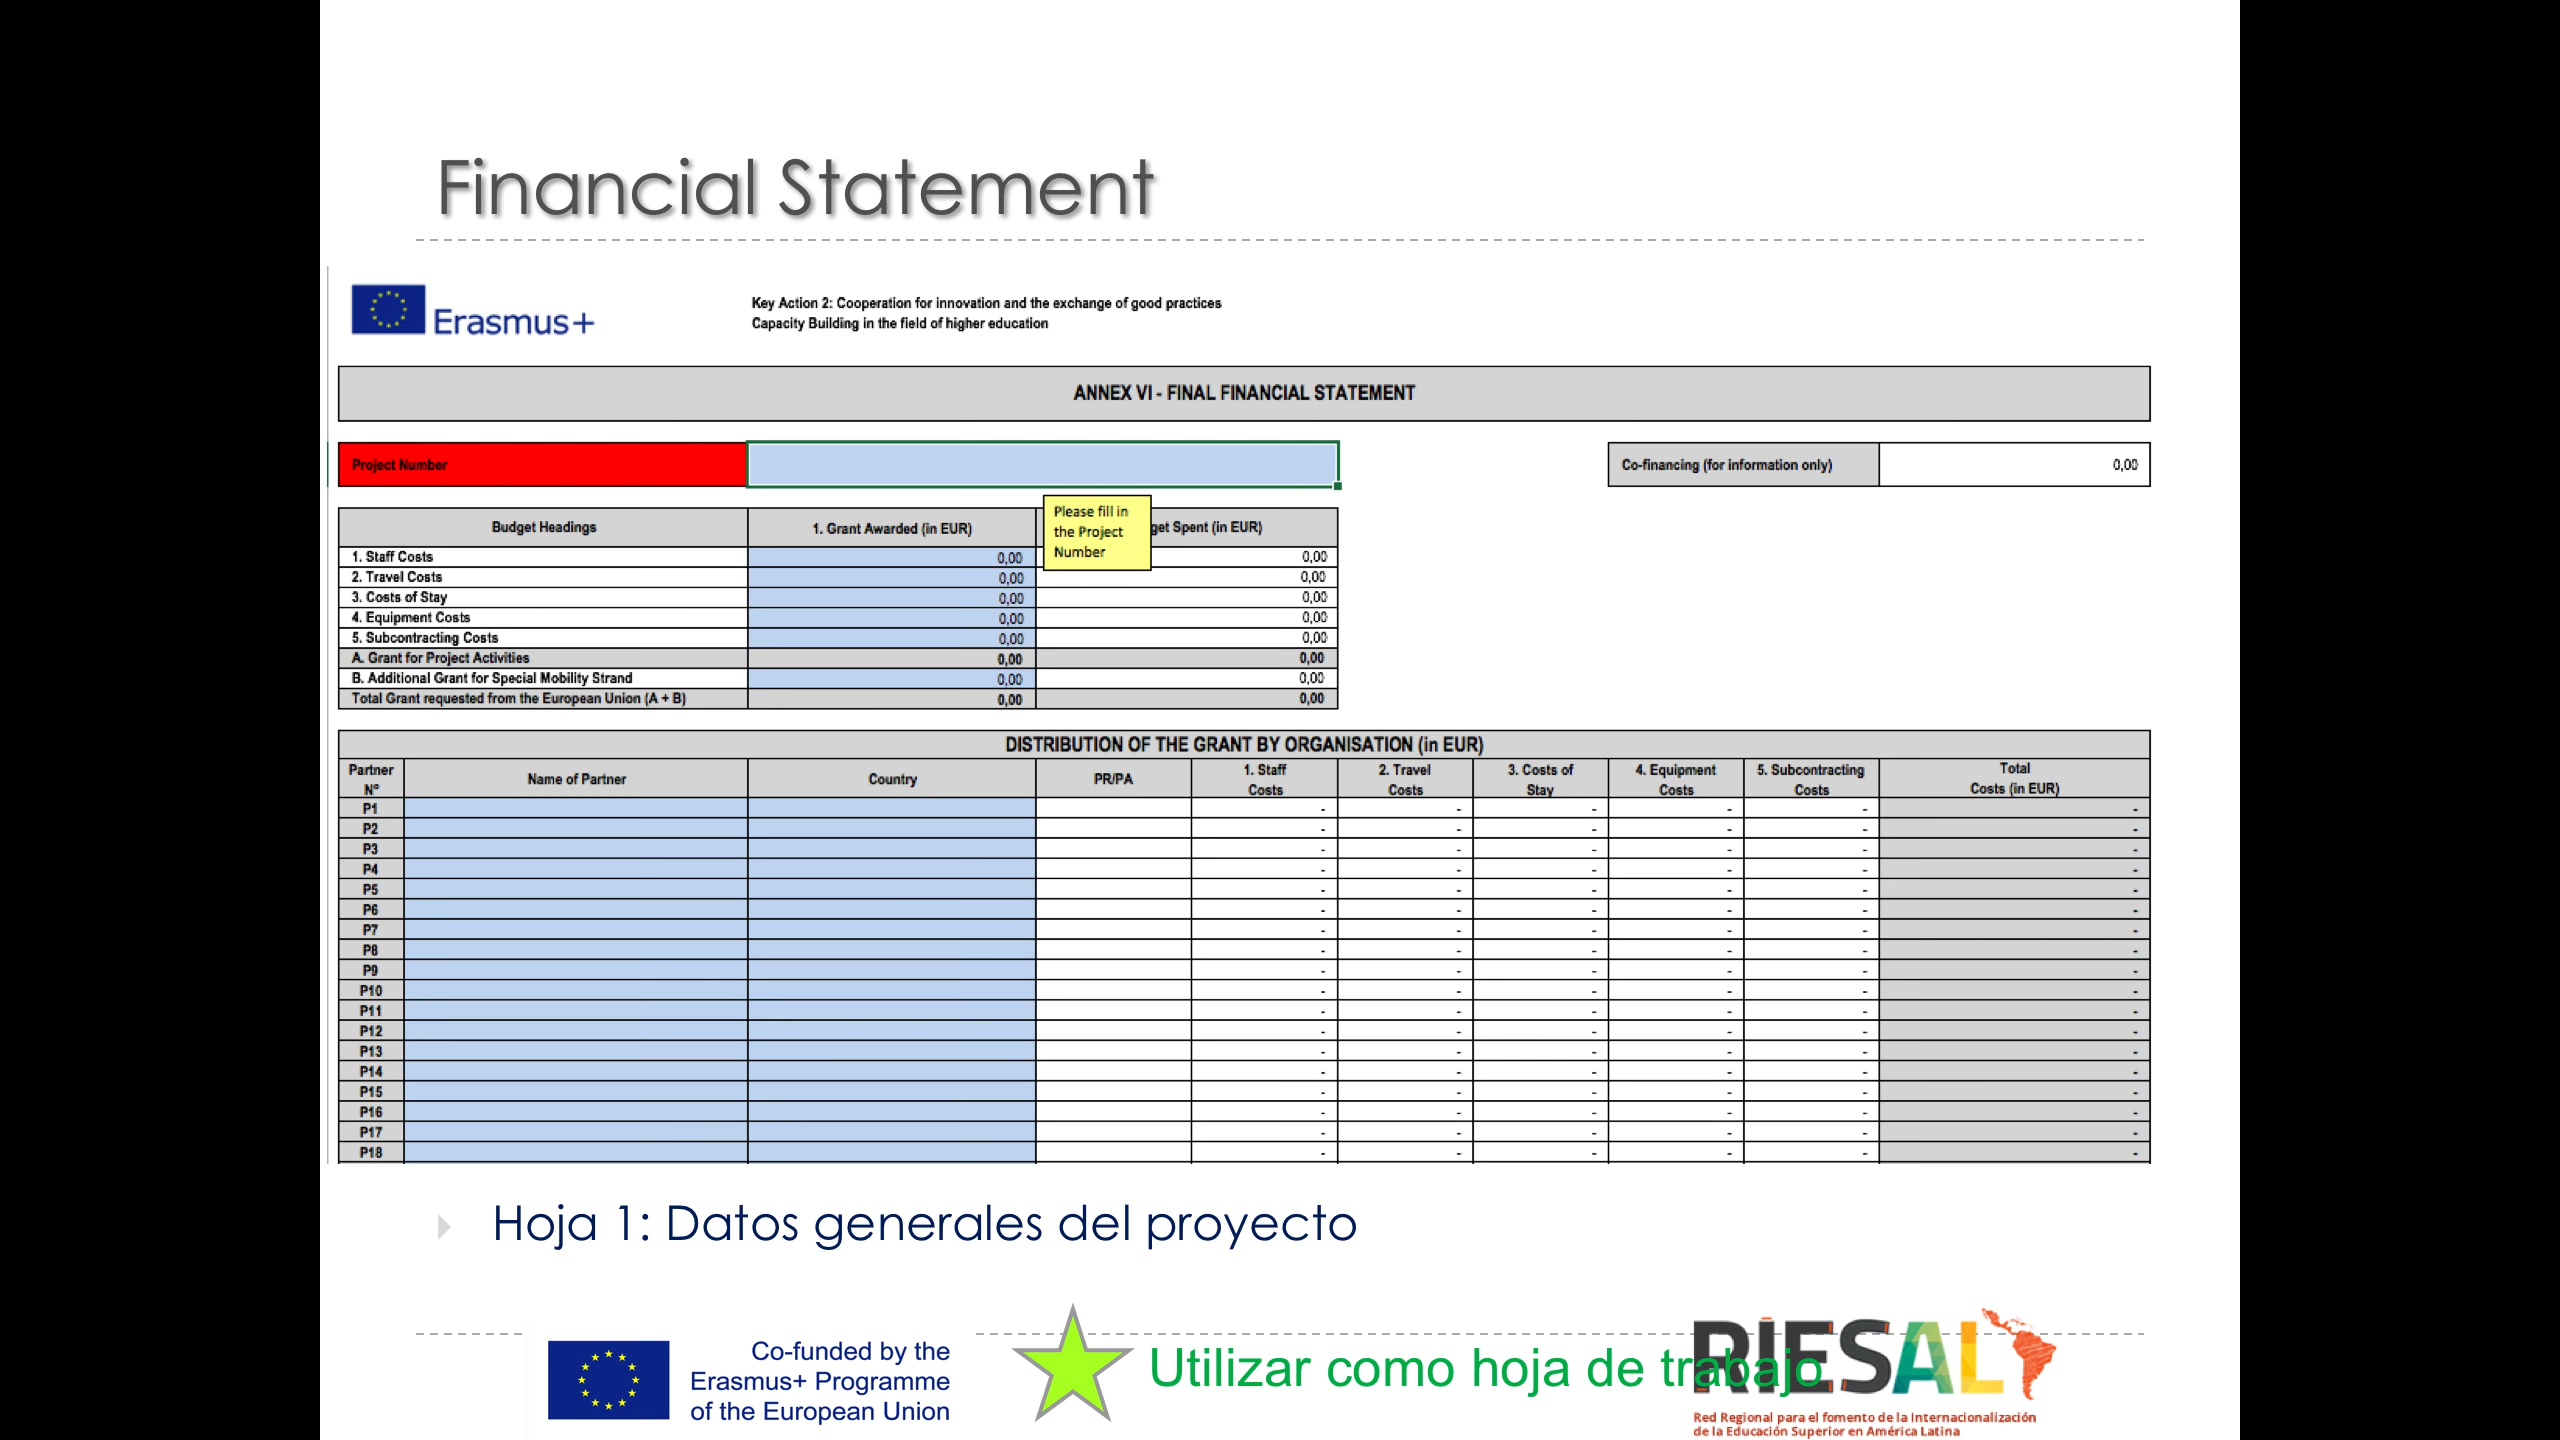 Financial Statement
Erasmus+
Key Action 2: Cooperation for innovation and the exchange of good practices
Capacity Building in the field of higher education
ANNEX VI - FINAL FINANCIAL STATEMENT
Project Number
Co-financing (for information only) 0,00
Please fill in
the Project
Number
Budget Headings 1. Grant Awarded (in EUR) get Spent (in EUR)
1. Staff Costs 0,00 0,00
2. Travel Costs 0,00 0,00
3. Costs of Stay 0,00 0,00
4. Equipment Costs 0,00 0,00
5. Subcontracting Costs 0,00 0,00
A. Grant for Project Activities 0,00 0,00
B. Additional Grant for Special Mobility Strand 0,00 0,00
Total Grant requested from the European Union (A + B) 0,00 0,00
DISTRIBUTION OF THE GRANT BY ORGANISATION (in EUR)
Partner 1. Staff 2. Travel 3. Costs of 4. Equipment 5. Subcontracting Total
Name of Partner Country PR/PA
N° Costs Costs Stay Costs Costs Costs (in EUR)
P1 - - - - - -
P2 - - - - - -
P3 - - - - - -
P4 - - - - - -
P5 - - - - - -
P6 - - - - - -
P7 - - - - - -
P8 - - - - - -
P9 - - - - - -
P10 - - - - - -
P11 - - - - - -
P12 - - - - - -
P13 - - - - - -
P14 - - - - - -
P15 - - - - - -
P16 - - - - - -
P17 - - - - - -
P18 - - - - - -
Hoja 1: Datos generales del proyecto
Co-funded by the
Erasmus+ Programme
of the European Union
Utilizar como hoja de trabajo
RIESAL
Red Regional para el fomento de la Internacionalización
de la Educación Superior en América Latina